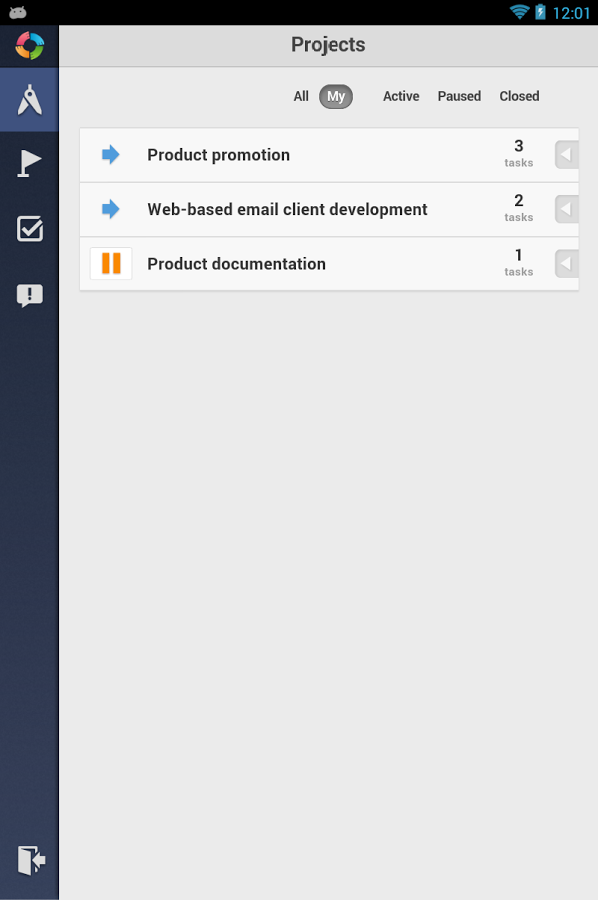 12:01
Projects
All My Active Paused Closed
Product promotion
3
tasks
Web-based email client development
2
tasks
Product documentation
1
tasks